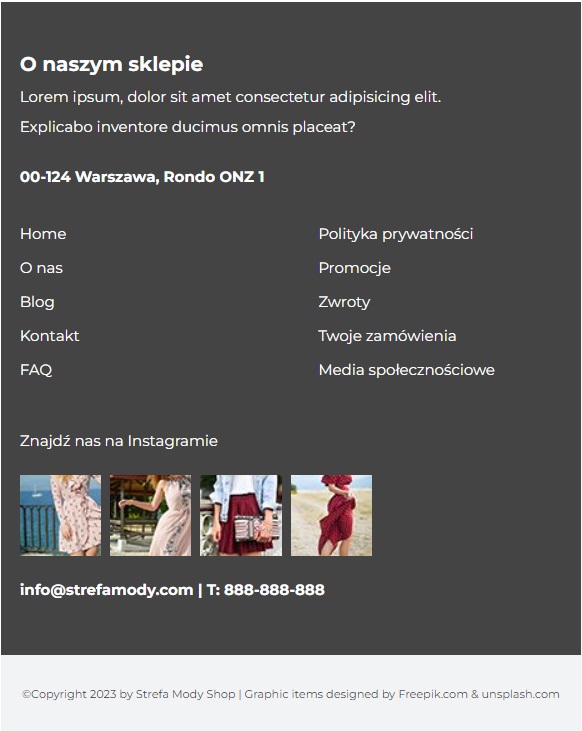 O naszym sklepie
Lorem ipsum, dolor sit amet consectetur adipisicing elit.
Explicabo inventore ducimus omnis placeat?
00-124 Warszawa, Rondo ONZ 1
Home
O nas
Blog
Kontakt
FAQ
Polityka prywatności
Promocje
Zwroty
Twoje zamówienia
Media społecznościowe
Znajdź nas na Instagramie
info@strefamody.com | T: 888-888-888
©Copyright 2023 by Strefa Mody Shop | Graphic items designed by Freepik.com & unsplash.com